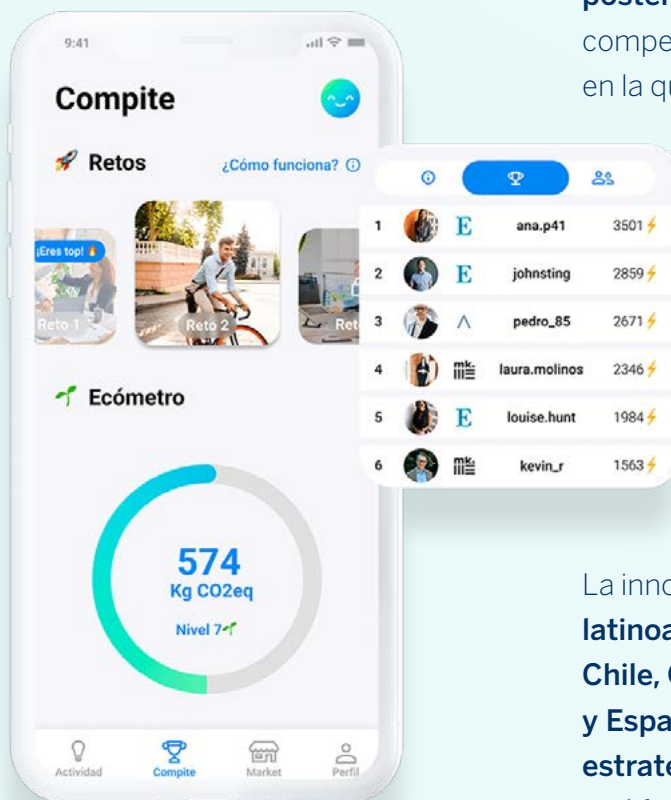 9:41
Compite
Retos
¿Cómo funciona?
¡Eres top!
Reto 1
Reto 2
Ret
Ecómetro
574
Kg CO2eq
Nivel 7
Actividad
Compite
Market
Perfil
1 E ana.p41 3501
2 E johnsting 2859
3 pedro_85 2671
4 mk. laura.molinos 2346
5 E louise.hunt 1984
6 mk. kevin_r 1563
compe
en la qu
La inno
latinoa
Chile,
y Espa
estrate